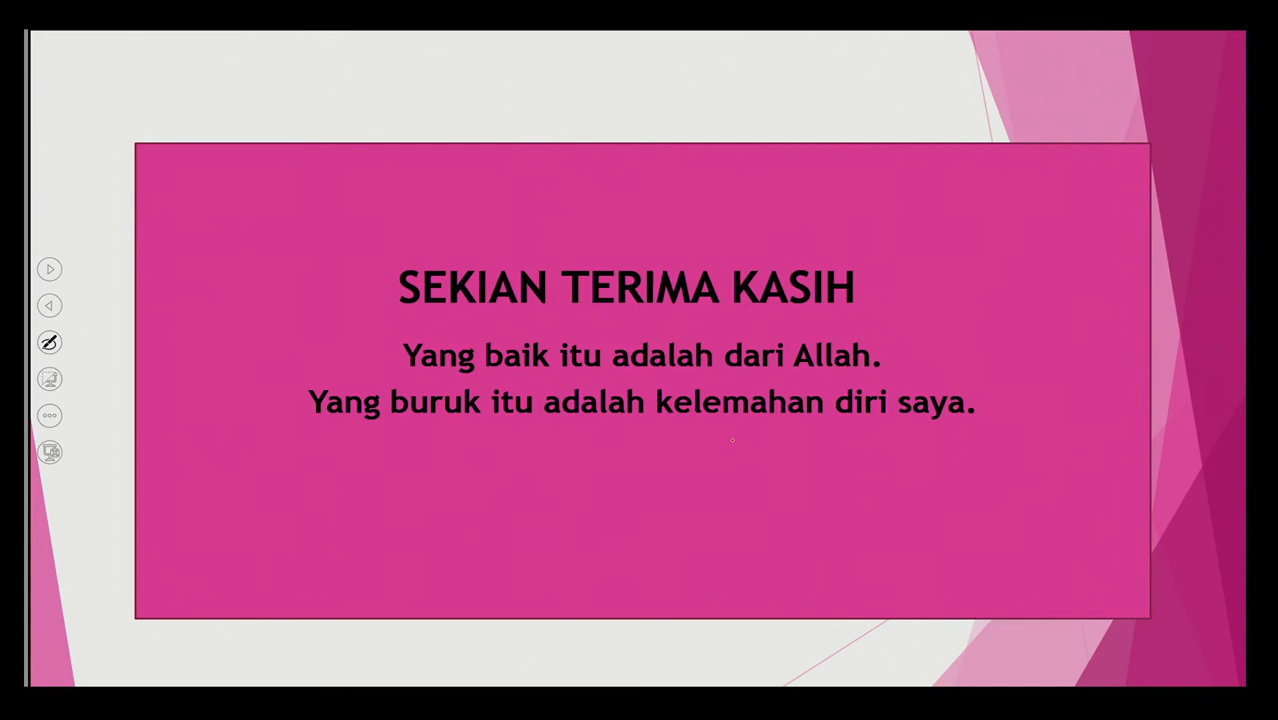 SEKIAN TERIMA KASIH
Yang baik itu adalah dari Allah.
Yang buruk itu adalah kelemahan diri saya.